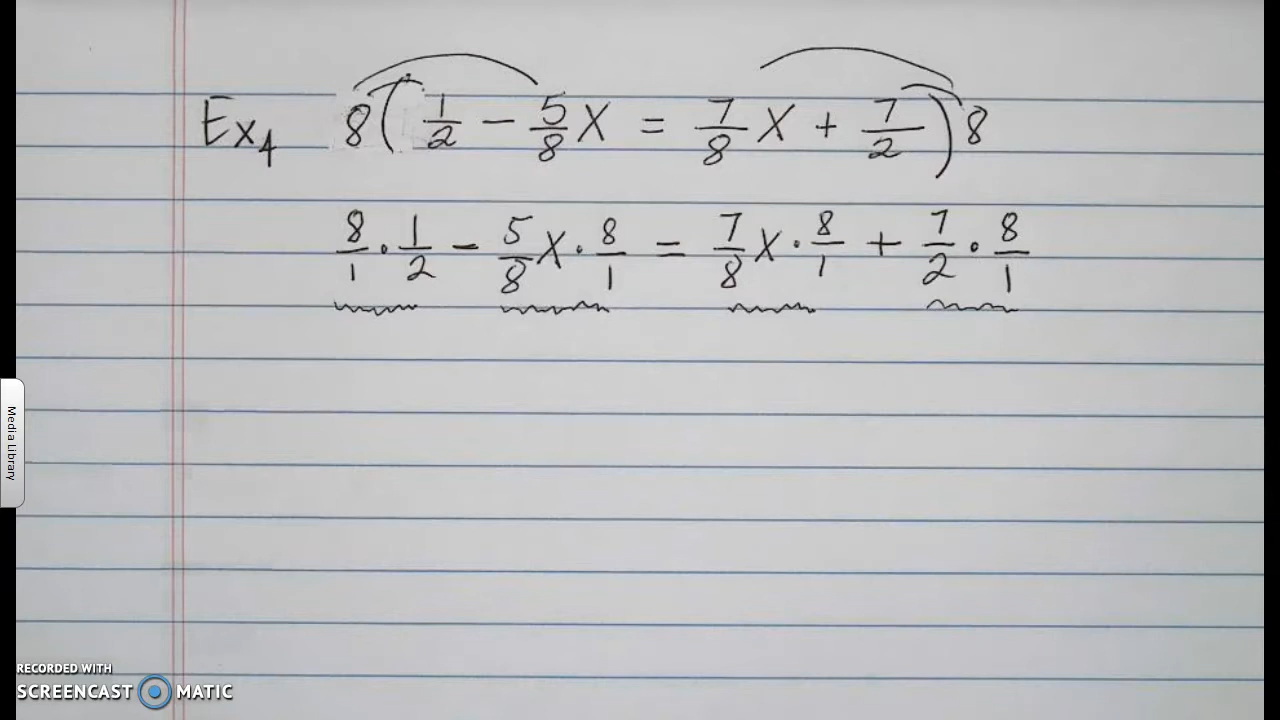 Ex4 8(1/2 - 5/8 X = 7/8 X + 7/2)8
8/1 · 1/2 - 5/8 X · 8/1 = 7/8 X · 8/1 + 7/2 · 8/1
Media Library
RECORDED WITH
SCREENCAST MATIC